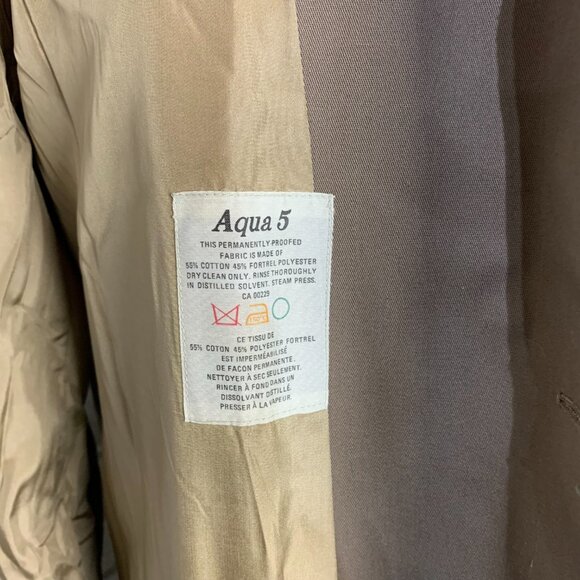 Aqua 5
THIS PERMANENTLY-PROOFED
FABRIC IS MADE OF
55% COTTON 45% FORTREL POLYESTER
DRY CLEAN ONLY. RINSE THOROUGHLY
IN DISTILLED SOLVENT. STEAM PRESS.
CA 00229
CE TISSU DE
55% COTON 45% POLYESTER FORTREL
EST IMPERMÉABILISÉ
DE FACON PERMANENTE.
NETTOYER À SEC SEULEMENT.
RINCER À FOND DANS UN
DISSOLVANT DISTILLÉ.
PRESSER À LA VAPEUR.